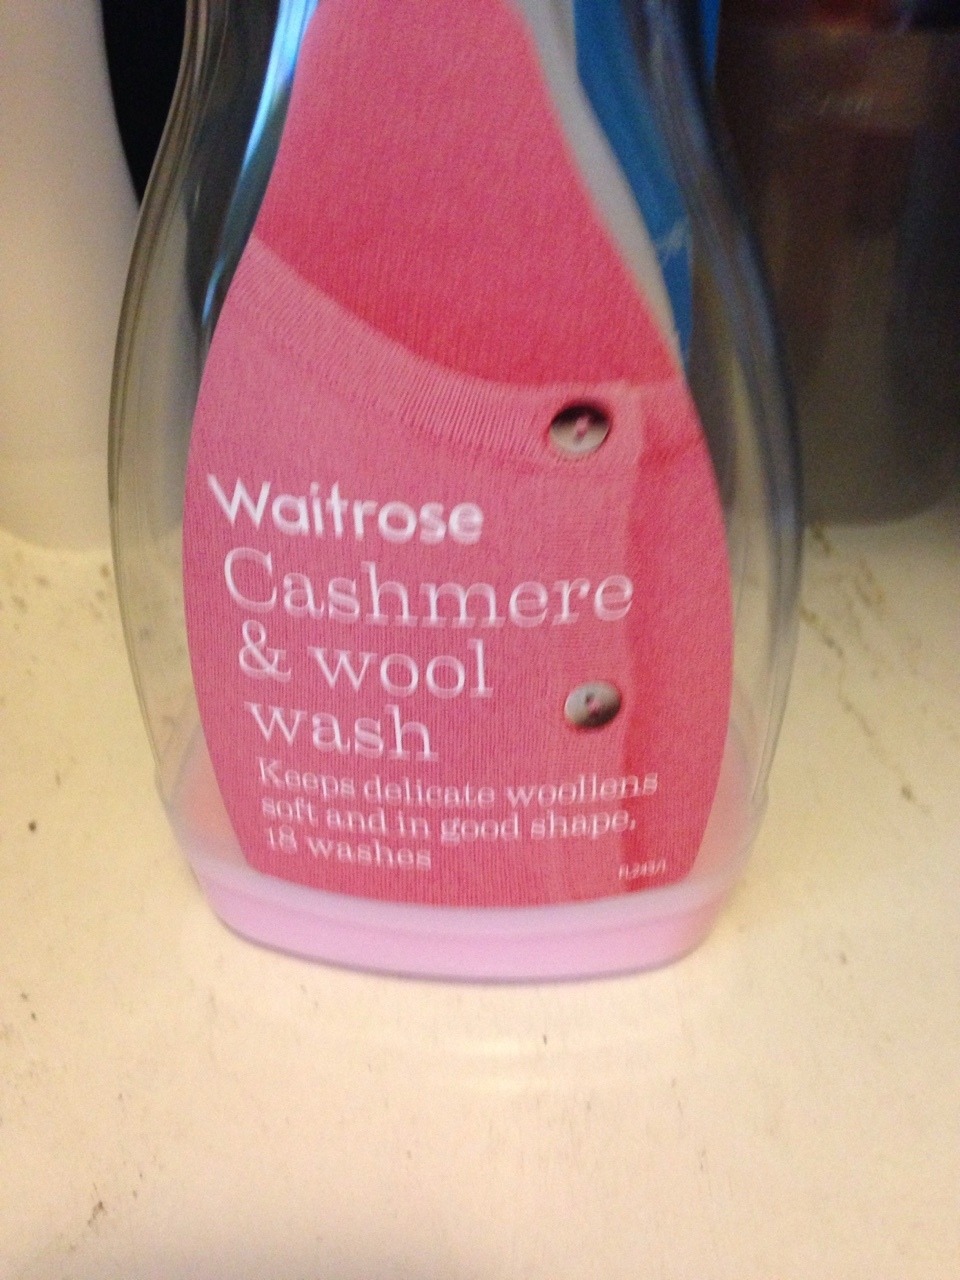 Waitrose
Cashmere
& wool
wash
Keeps delicate woollens
soft and in good shape.
18 washes